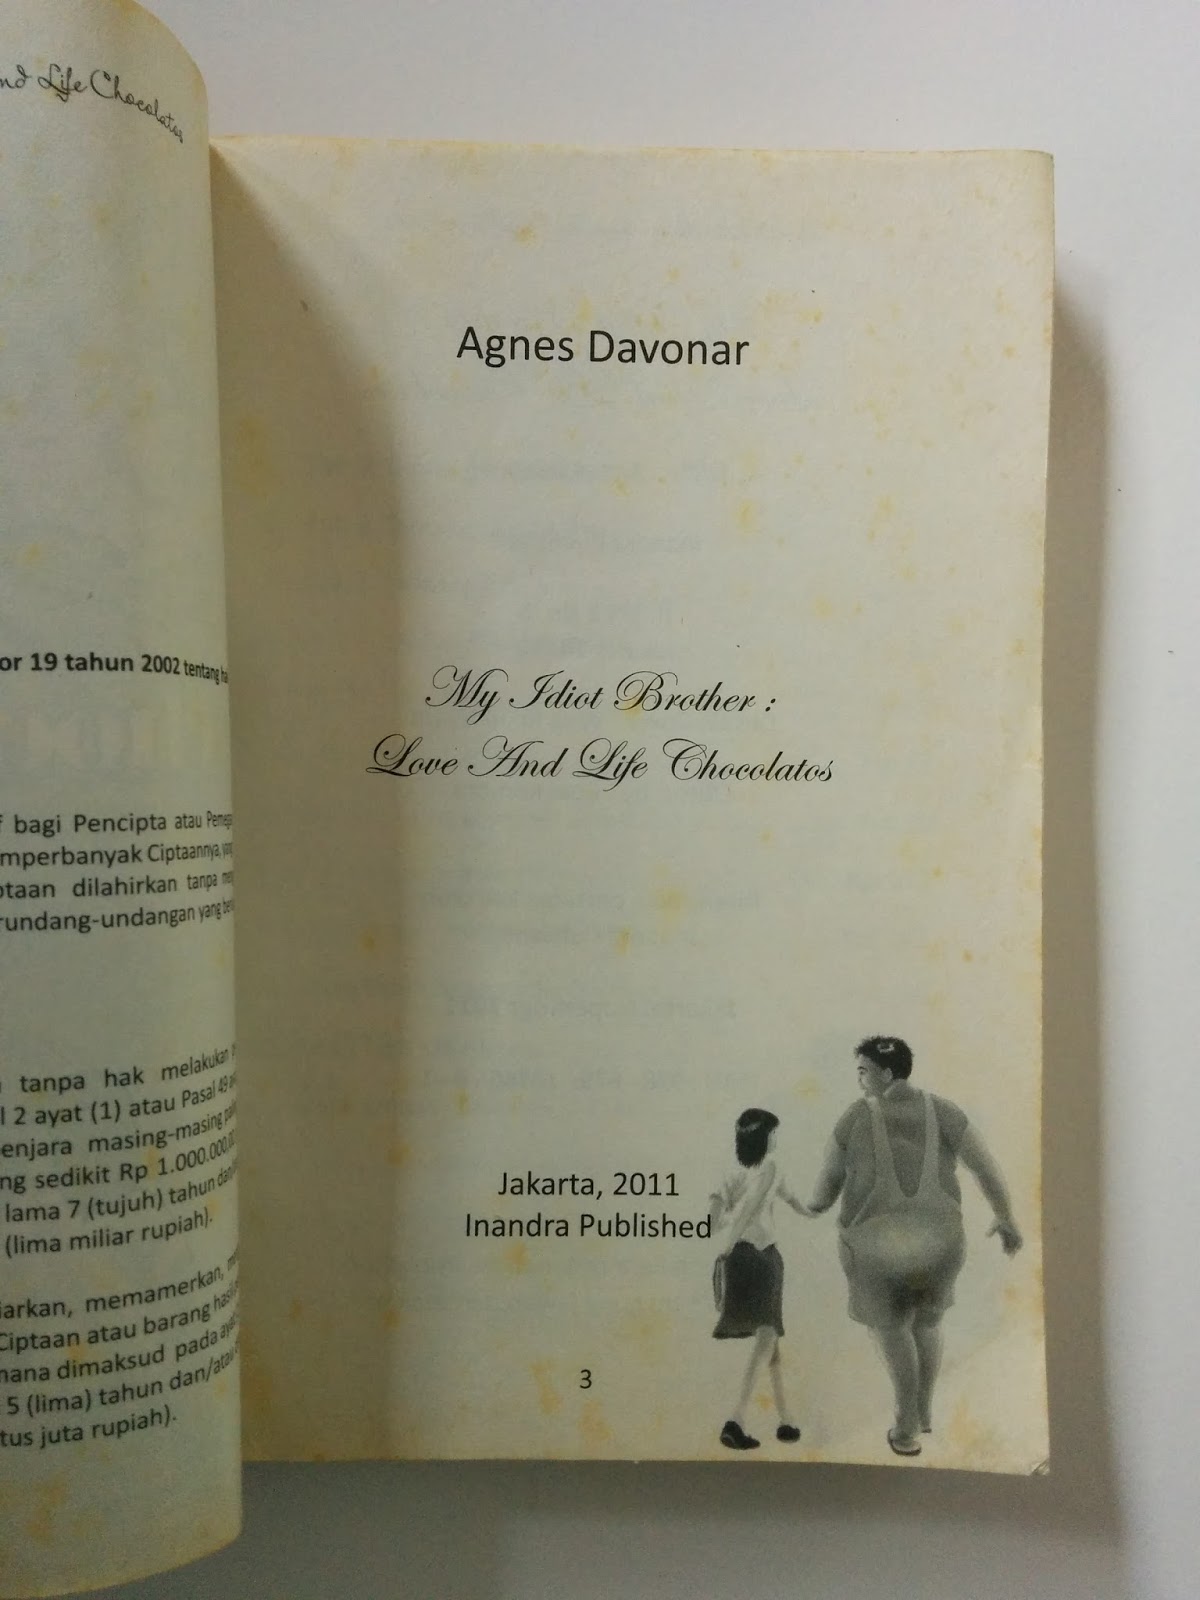 Life Chocolatos
or 19 tahun 2002 tentang
bagi Pencipta atau
mperbanyak Ciptaannya,
ptaan dilahirkan tanpa
rundang-undangan yang
tanpa hak melakukan
l 2 ayat (1) atau Pasal 49
enjara masing-masing
ng sedikit Rp 1.000.000,
lama 7 (tujuh) tahun
(lima miliar rupiah).
iarkan, memamerkan,
Ciptaan atau barang
mana dimaksud pada
5 (lima) tahun dan/atau
tus juta rupiah).
Agnes Davonar
My Idiot Brother :
Love And Life Chocolatos
Jakarta, 2011
Inandra Published
3